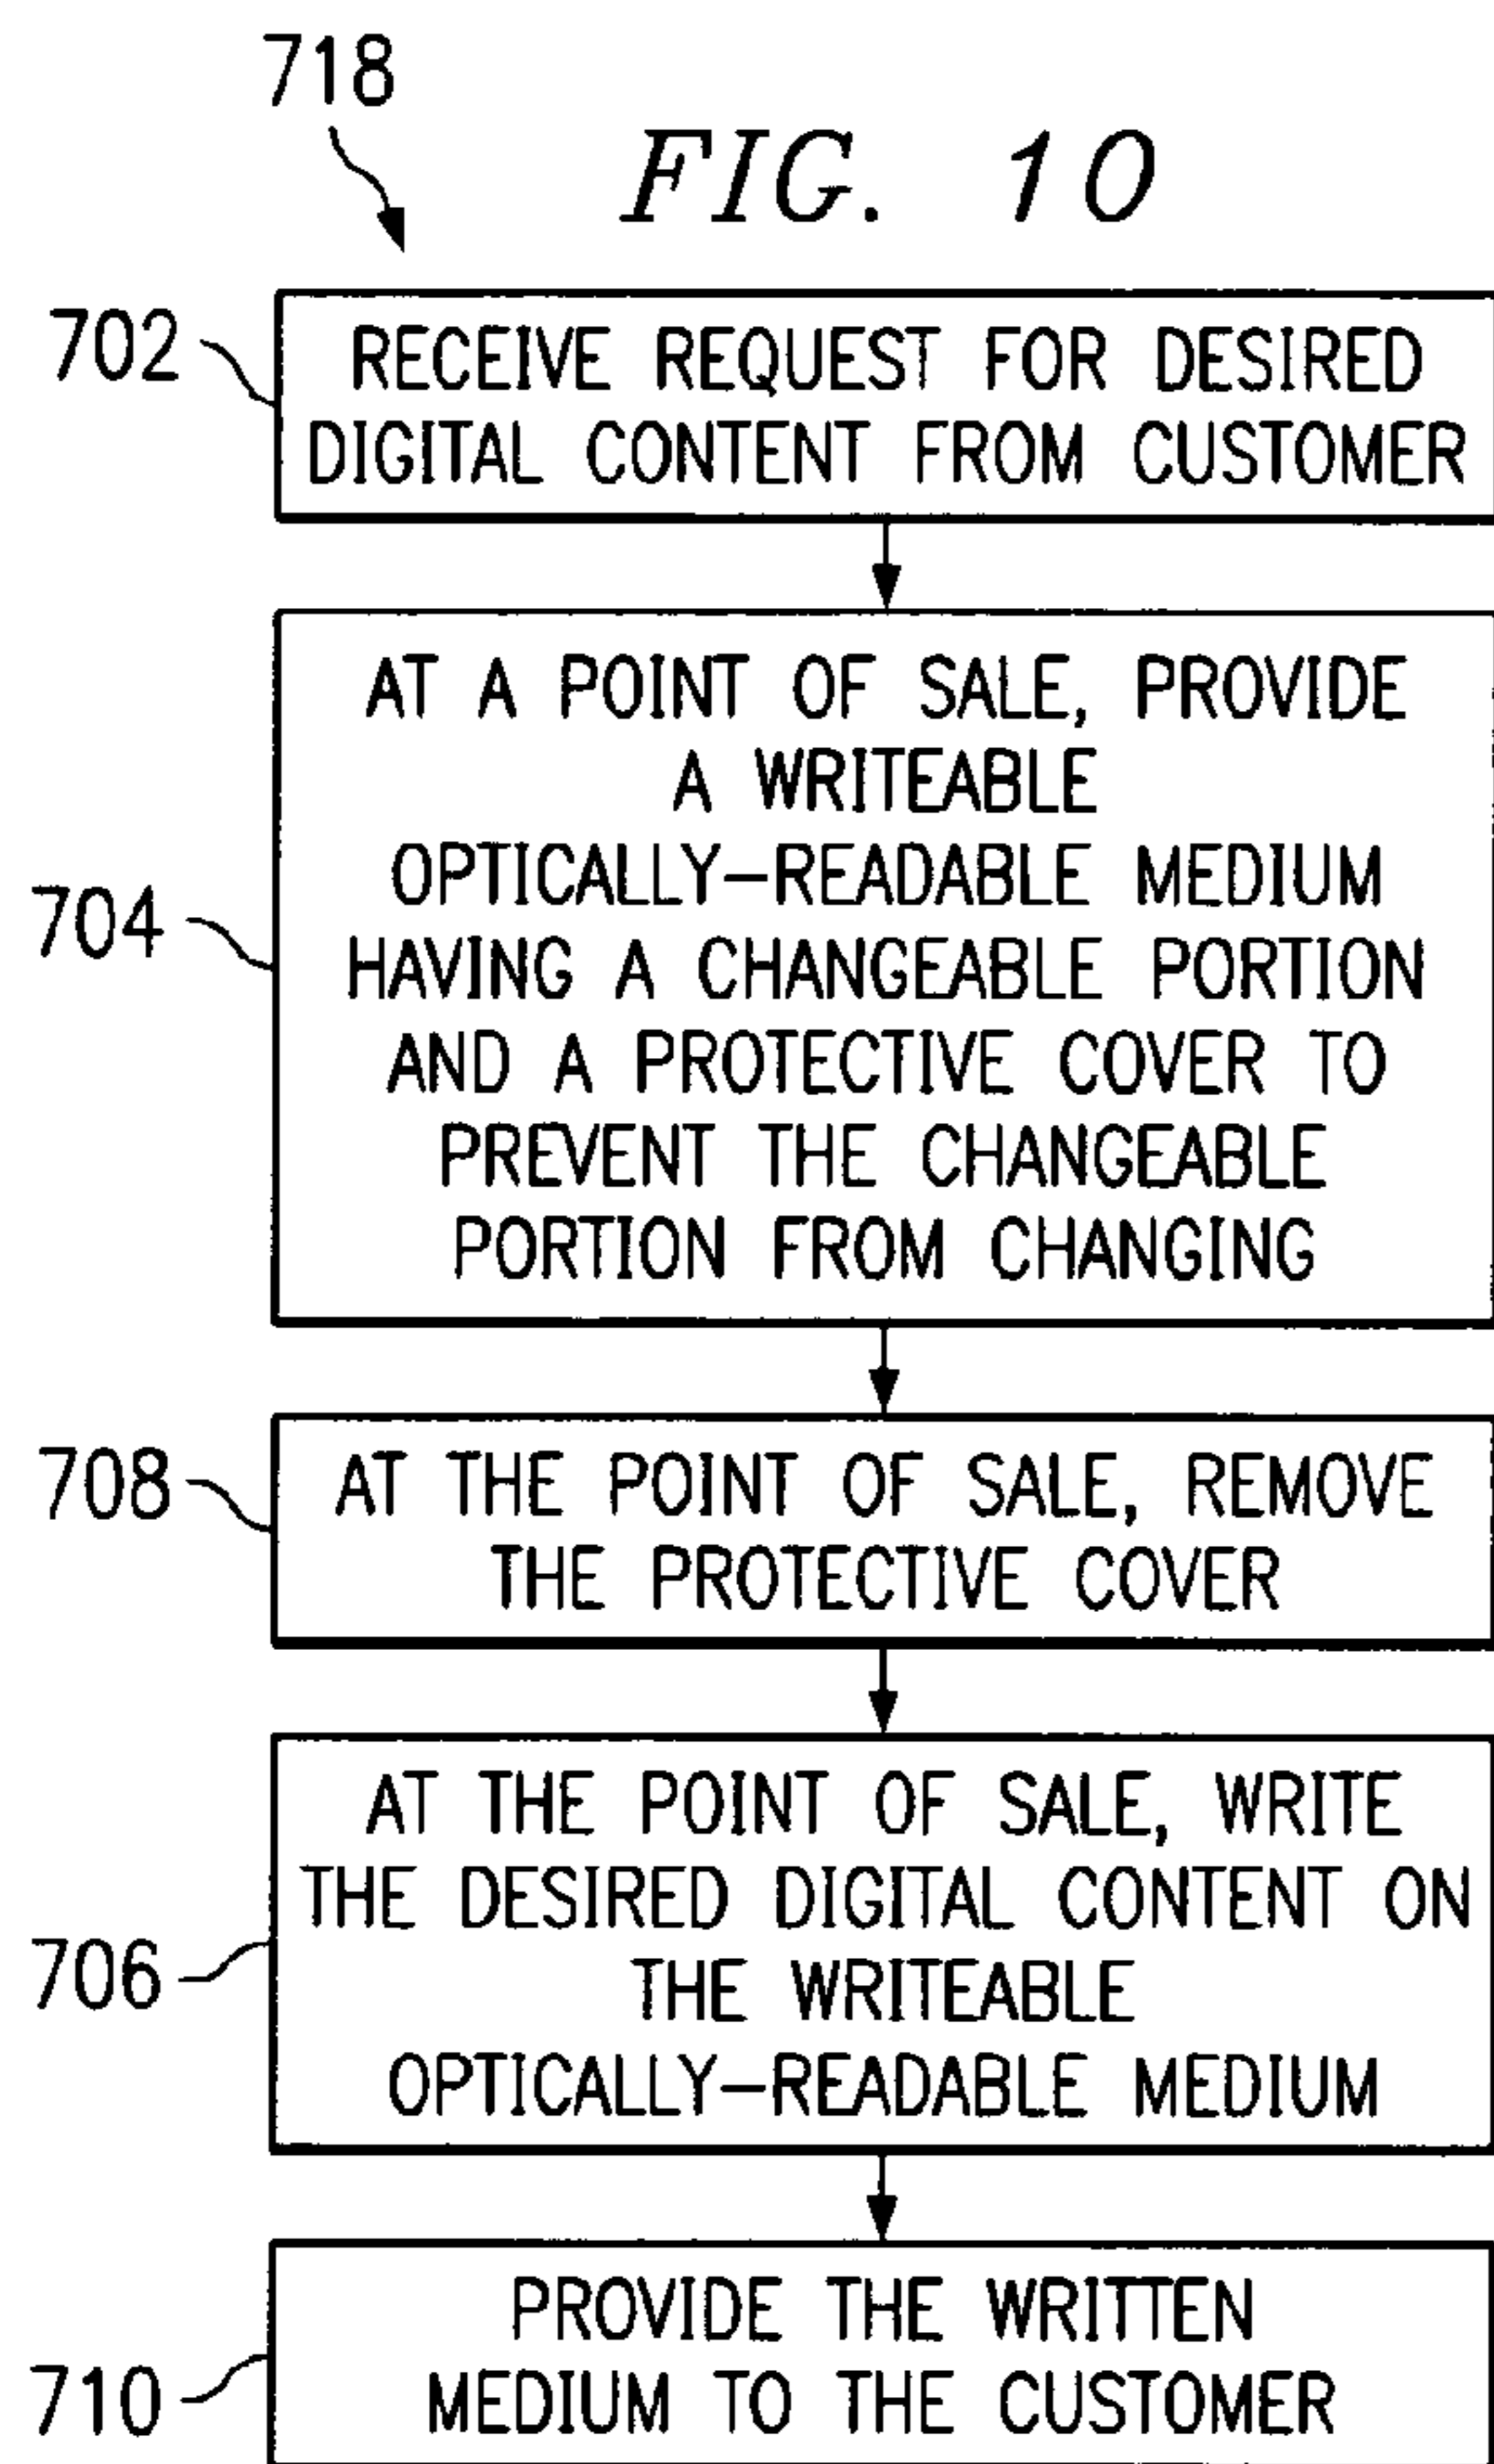 718
FIG. 10
702
RECEIVE REQUEST FOR DESIRED
DIGITAL CONTENT FROM CUSTOMER
704
AT A POINT OF SALE, PROVIDE
A WRITEABLE
OPTICALLY-READABLE MEDIUM
HAVING A CHANGEABLE PORTION
AND A PROTECTIVE COVER TO
PREVENT THE CHANGEABLE
PORTION FROM CHANGING
708
AT THE POINT OF SALE, REMOVE
THE PROTECTIVE COVER
706
AT THE POINT OF SALE, WRITE
THE DESIRED DIGITAL CONTENT ON
THE WRITEABLE
OPTICALLY-READABLE MEDIUM
710
PROVIDE THE WRITTEN
MEDIUM TO THE CUSTOMER